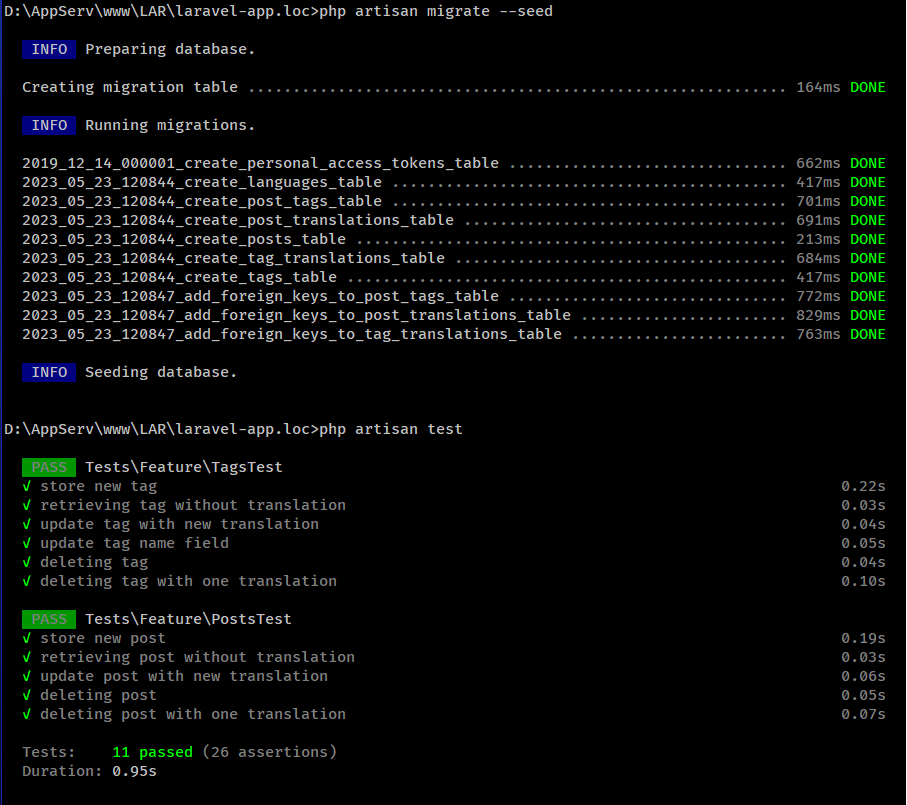 D:\AppServ\www\LAR\laravel-app.loc>php artisan migrate --seed
INFO Preparing database.
Creating migration table ............................................................ 164ms DONE
INFO Running migrations.
2019_12_14_000001_create_personal_access_tokens_table ............................... 662ms DONE
2023_05_23_120844_create_languages_table ............................................ 417ms DONE
2023_05_23_120844_create_post_tags_table ............................................ 701ms DONE
2023_05_23_120844_create_post_translations_table .................................... 691ms DONE
2023_05_23_120844_create_posts_table ................................................ 213ms DONE
2023_05_23_120844_create_tag_translations_table ..................................... 684ms DONE
2023_05_23_120844_create_tags_table ................................................. 417ms DONE
2023_05_23_120847_add_foreign_keys_to_post_tags_table ............................... 772ms DONE
2023_05_23_120847_add_foreign_keys_to_post_translations_table ....................... 829ms DONE
2023_05_23_120847_add_foreign_keys_to_tag_translations_table ........................ 763ms DONE
INFO Seeding database.
D:\AppServ\www\LAR\laravel-app.loc>php artisan test
PASS Tests\Feature\TagsTest
√ store new tag 0.22s
√ retrieving tag without translation 0.03s
√ update tag with new translation 0.04s
√ update tag name field 0.05s
√ deleting tag 0.04s
√ deleting tag with one translation 0.10s
PASS Tests\Feature\PostsTest
√ store new post 0.19s
√ retrieving post without translation 0.03s
√ update post with new translation 0.06s
√ deleting post 0.05s
√ deleting post with one translation 0.07s
Tests: 11 passed (26 assertions)
Duration: 0.95s